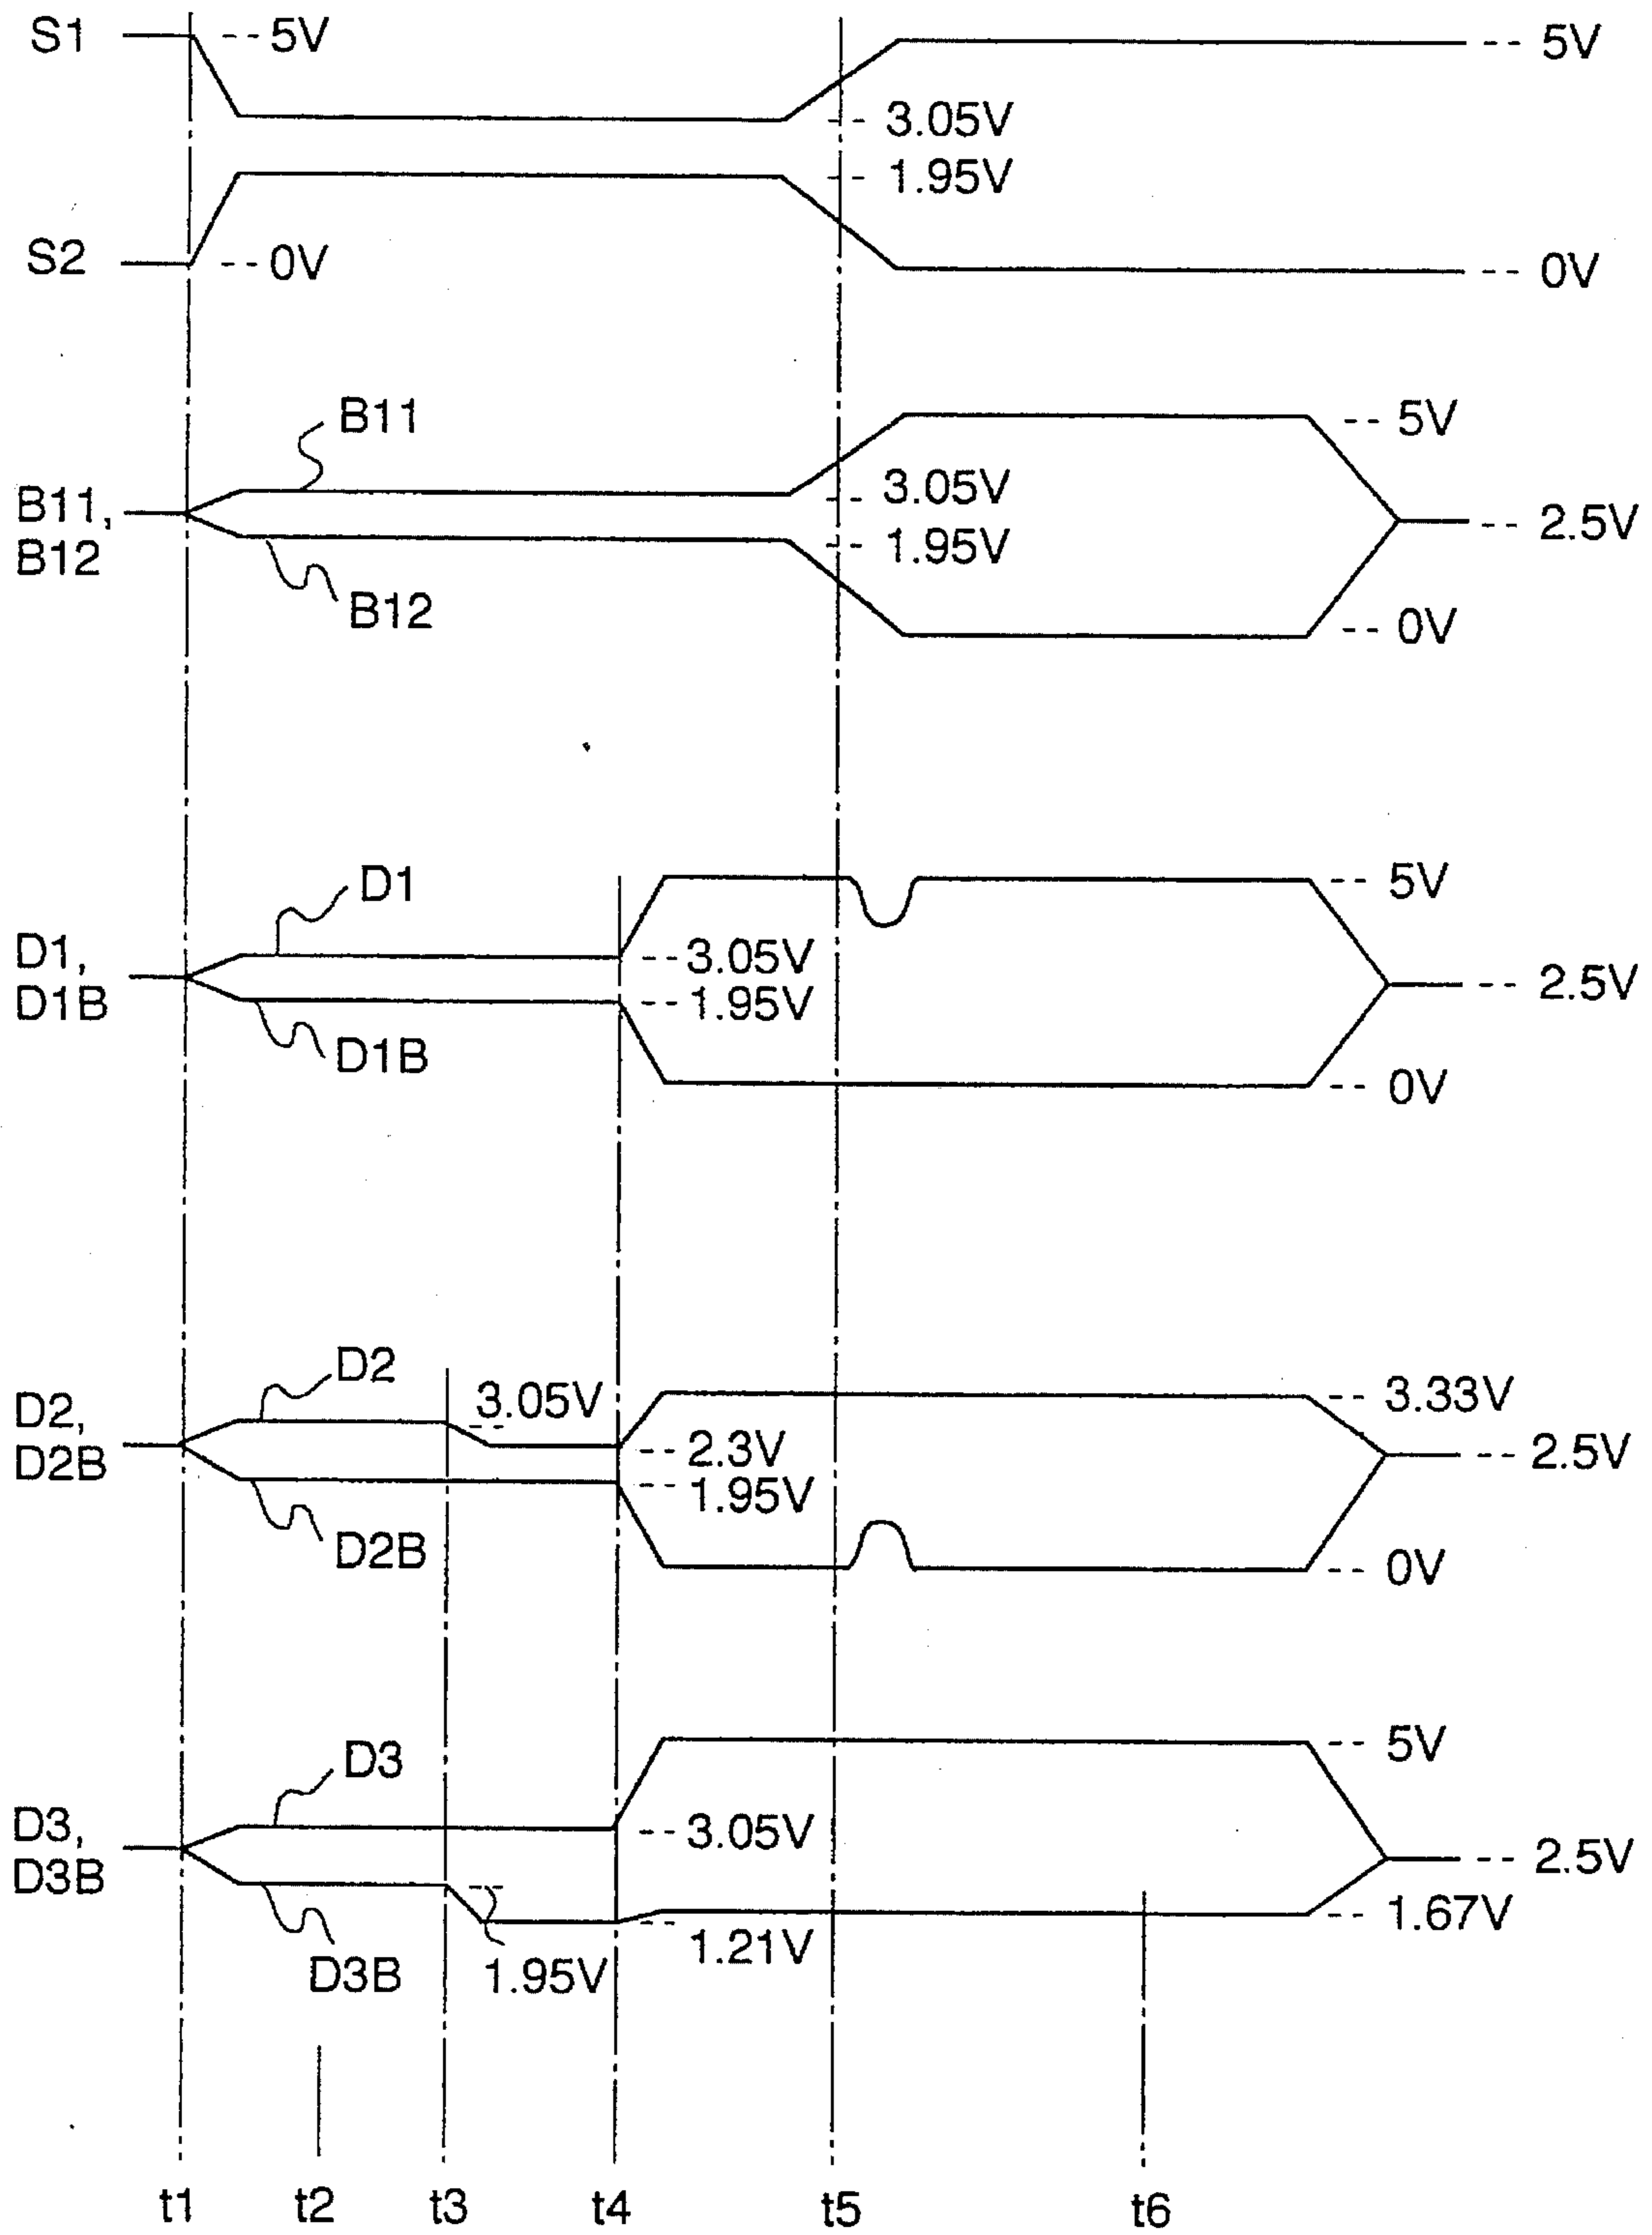 S1
5V
5V
3.05V
1.95V
S2
0V
0V
B11
5V
B11,
B12
3.05V
2.5V
1.95V
B12
0V
D1
5V
D1,
D1B
3.05V
2.5V
1.95V
D1B
0V
D2
3.05V
3.33V
D2,
D2B
2.3V
2.5V
1.95V
D2B
0V
D3
5V
D3,
D3B
3.05V
2.5V
1.67V
1.21V
D3B
1.95V
t1 t2 t3 t4 t5 t6